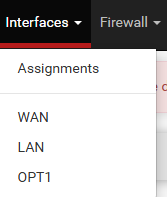 Interfaces Firewall
Assignments
WAN
LAN
OPT1